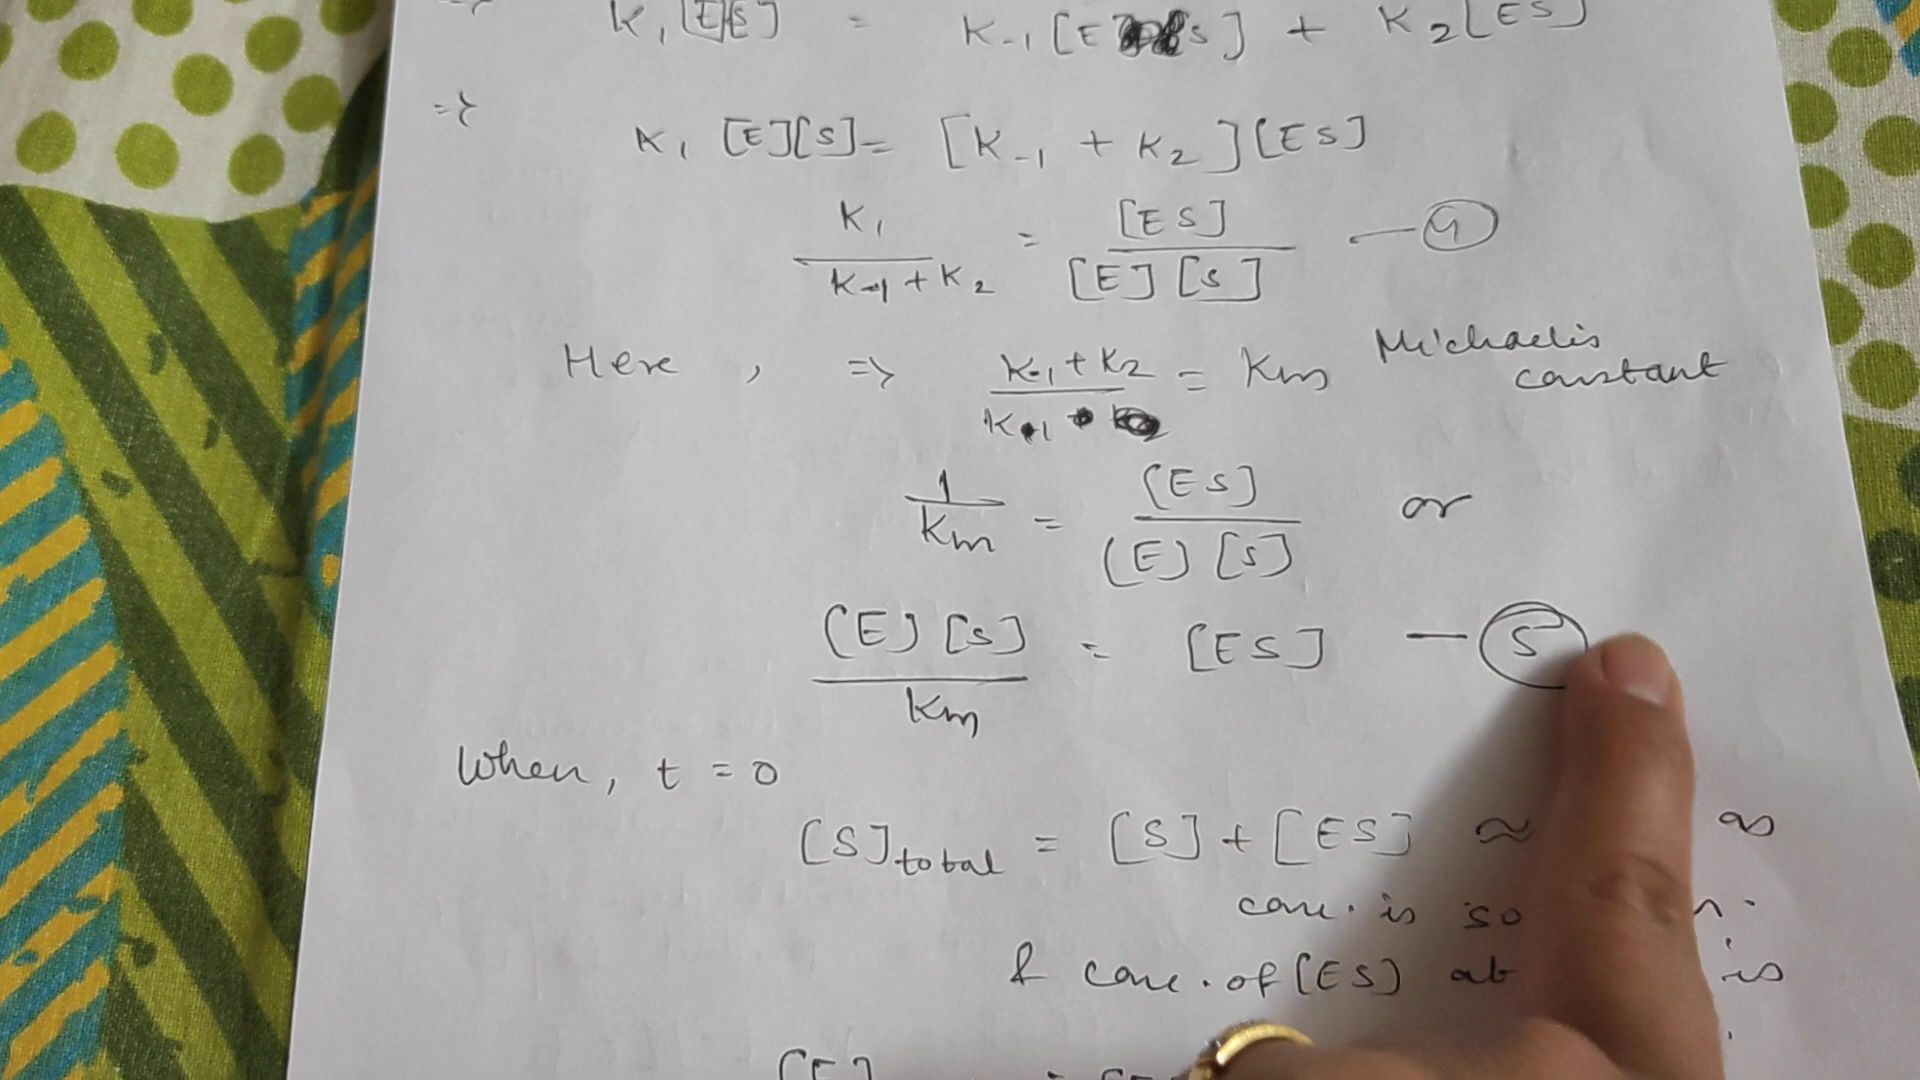 => K₁[E][S] = K-1[ES] + K2[ES]
=> K₁ [E][S] = [K-1 + K2][ES]
K₁ / K-1 + K2 = [ES] / [E][S] — 4
Here, => K-1 + K2 / K1 = Km Michaelis constant
1 / Km = [ES] / [E][S] or
[E][S] / Km = [ES] — 5
When, t = 0
[S]total = [S] + [ES] ≈ as
conc. is so
& conc. of [ES] at is
[E] =